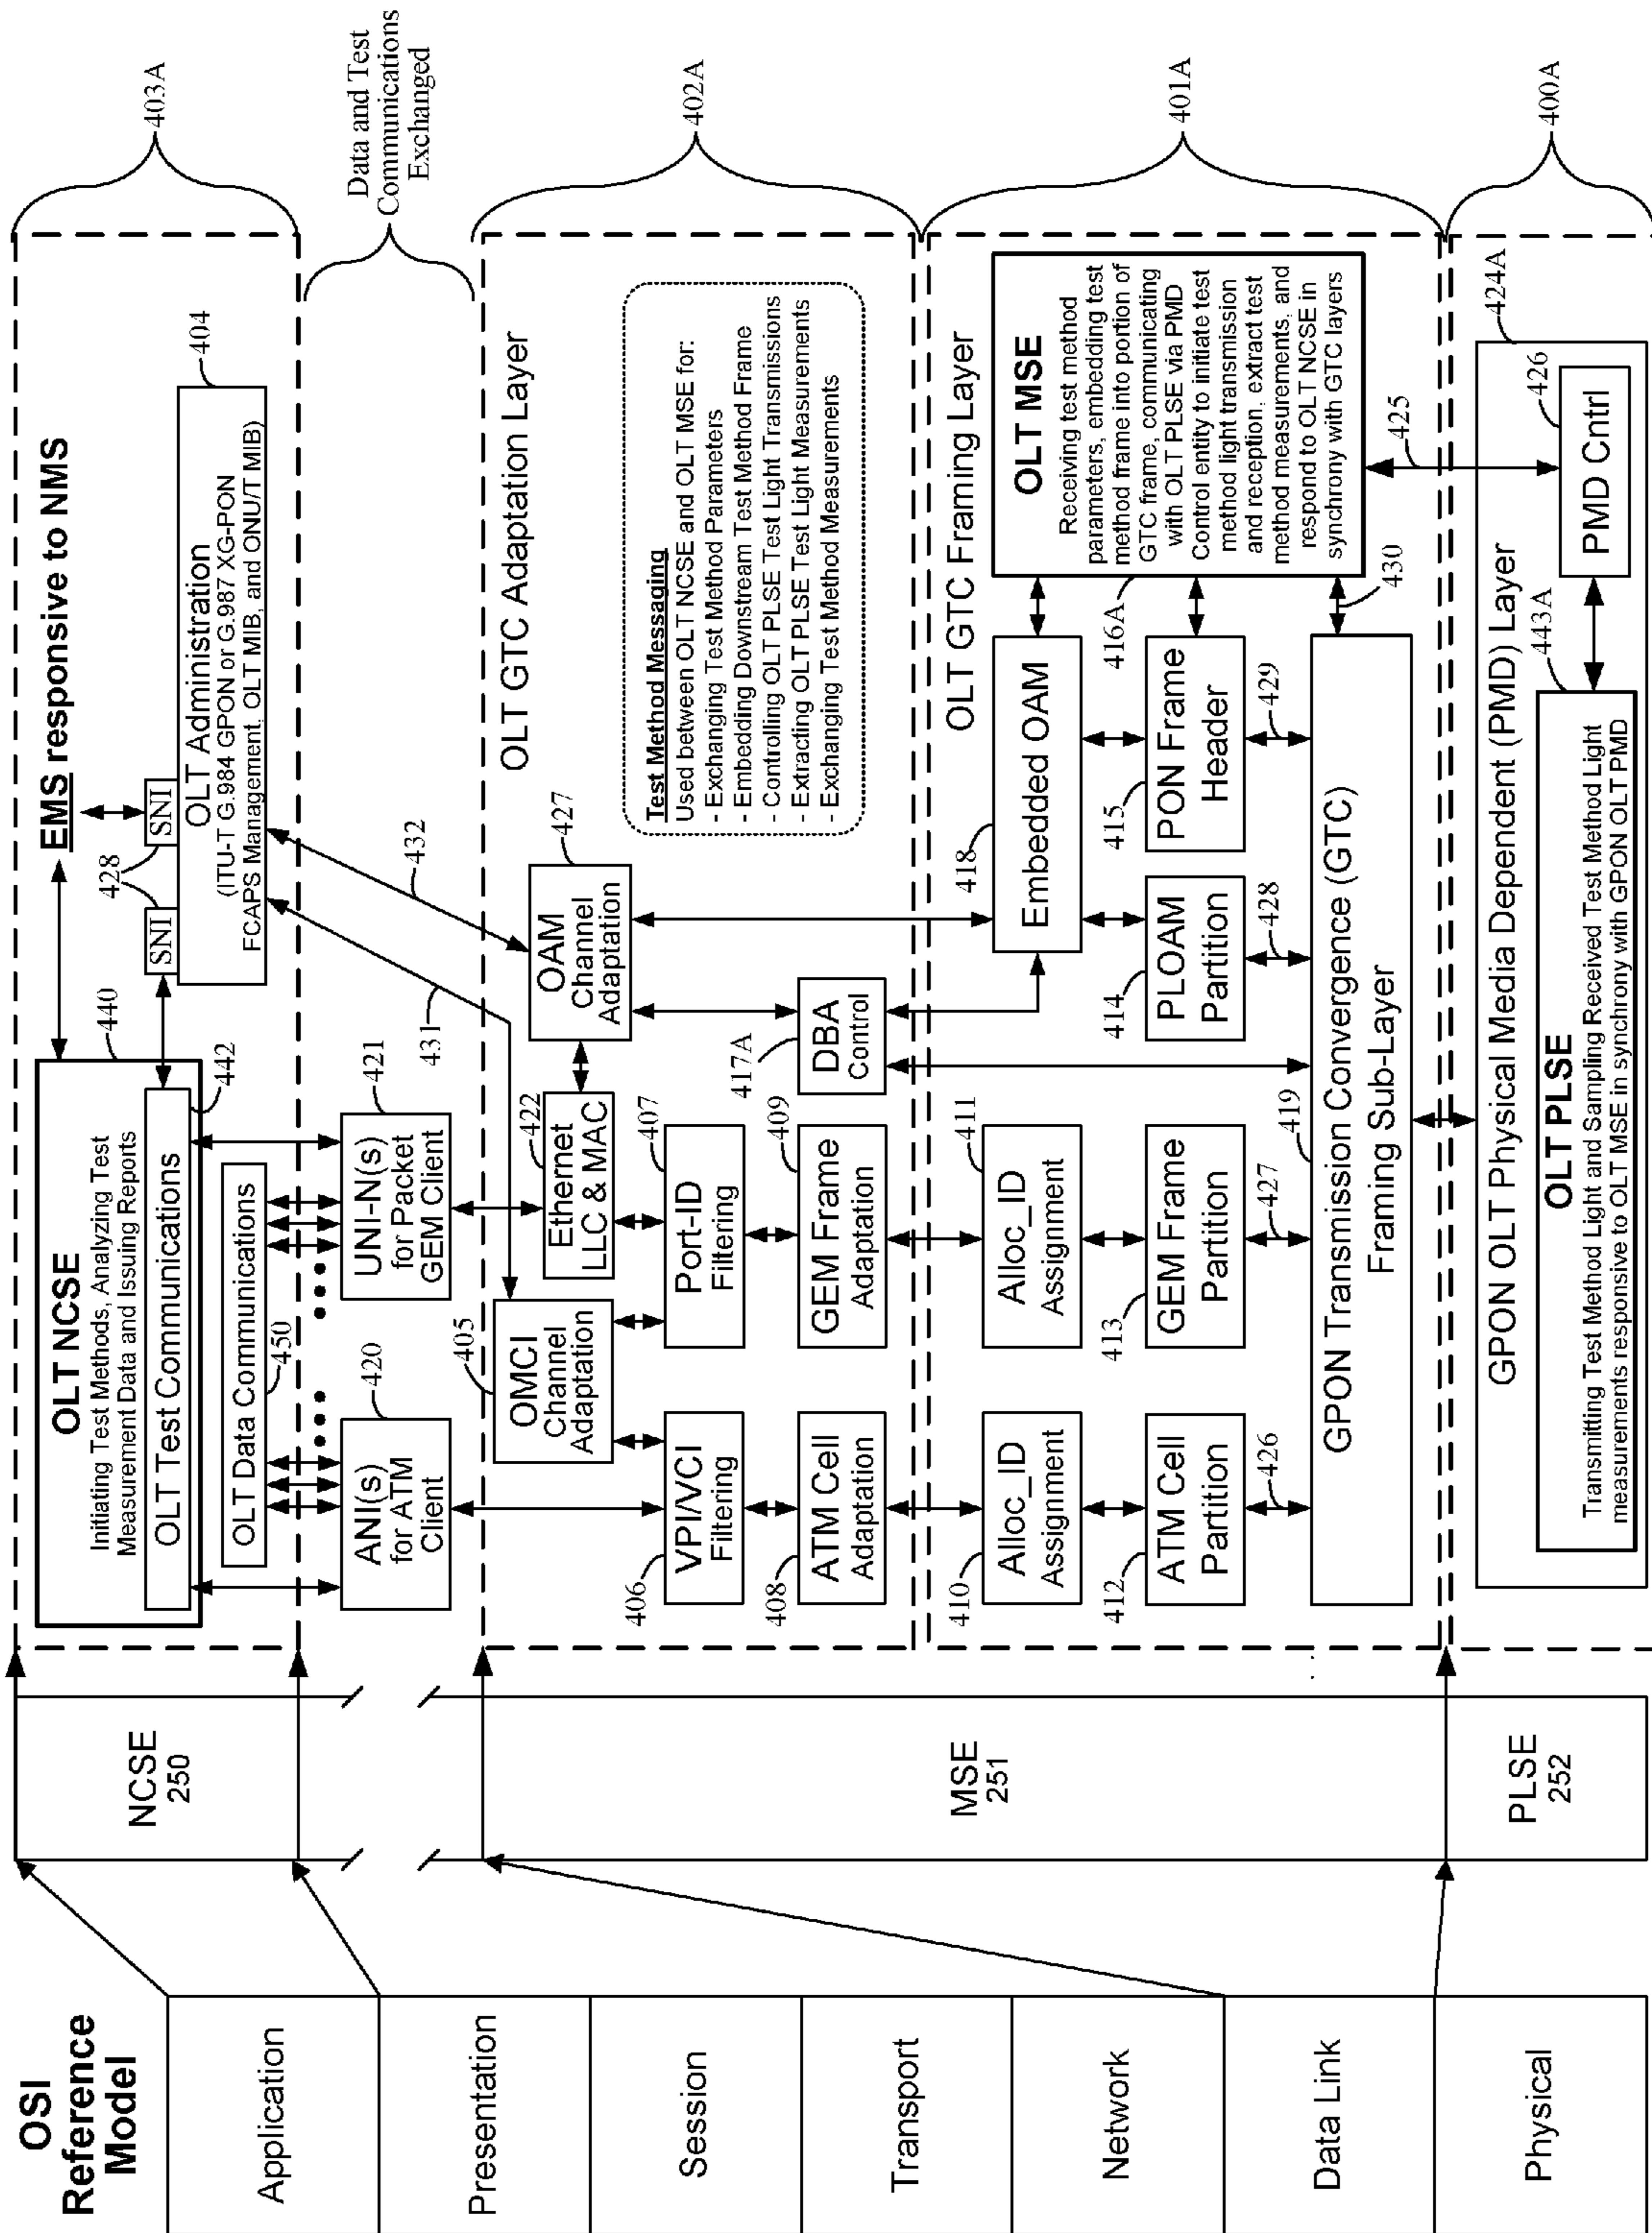 OSI
Reference
Model
Application
Presentation
Session
Transport
Network
Data Link
Physical
NCSE
250
MSE
251
PLSE
252
EMS responsive to NMS
OLT NCSE
Initiating Test Methods, Analyzing Test
Measurement Data and Issuing Reports
OLT Test Communications
440
442
OLT Data Communications
450
SNI
SNI
428
OLT Administration
(ITU-T G.984 GPON or G.987 XG-PON
FCAPS Management, OLT MIB, and ONU/T MIB)
404
403A
Data and Test
Communications
Exchanged
ANI(s)
for ATM
Client
420
UNI-N(s)
for Packet
GEM Client
421
431
432
OLT GTC Adaptation Layer
402A
405
OMCI
Channel
Adaptation
Ethernet
LLC & MAC
422
OAM
Channel
Adaptation
427
406
VPI/VCI
Filtering
Port-ID
Filtering
407
408
ATM Cell
Adaptation
GEM Frame
Adaptation
409
417A
DBA
Control
Test Method Messaging
Used between OLT NCSE and OLT MSE for:
- Exchanging Test Method Parameters
- Embedding Downstream Test Method Frame
- Controlling OLT PLSE Test Light Transmissions
- Extracting OLT PLSE Test Light Measurements
- Exchanging Test Method Measurements
OLT GTC Framing Layer
401A
410
Alloc_ID
Assignment
Alloc_ID
Assignment
411
418
Embedded OAM
412
ATM Cell
Partition
413
GEM Frame
Partition
414
PLOAM
Partition
415
PON Frame
Header
416A
OLT MSE
Receiving test method
parameters, embedding test
method frame into portion of
GTC frame, communicating
with OLT PLSE via PMD
Control entity to initiate test
method light transmission
and reception, extract test
method measurements, and
respond to OLT NCSE in
synchrony with GTC layers
426
427
428
429
430
419
GPON Transmission Convergence (GTC)
Framing Sub-Layer
425
400A
424A
GPON OLT Physical Media Dependent (PMD) Layer
OLT PLSE
Transmitting Test Method Light and Sampling Received Test Method Light
measurements responsive to OLT MSE in synchrony with GPON OLT PMD
443A
PMD Cntrl
426